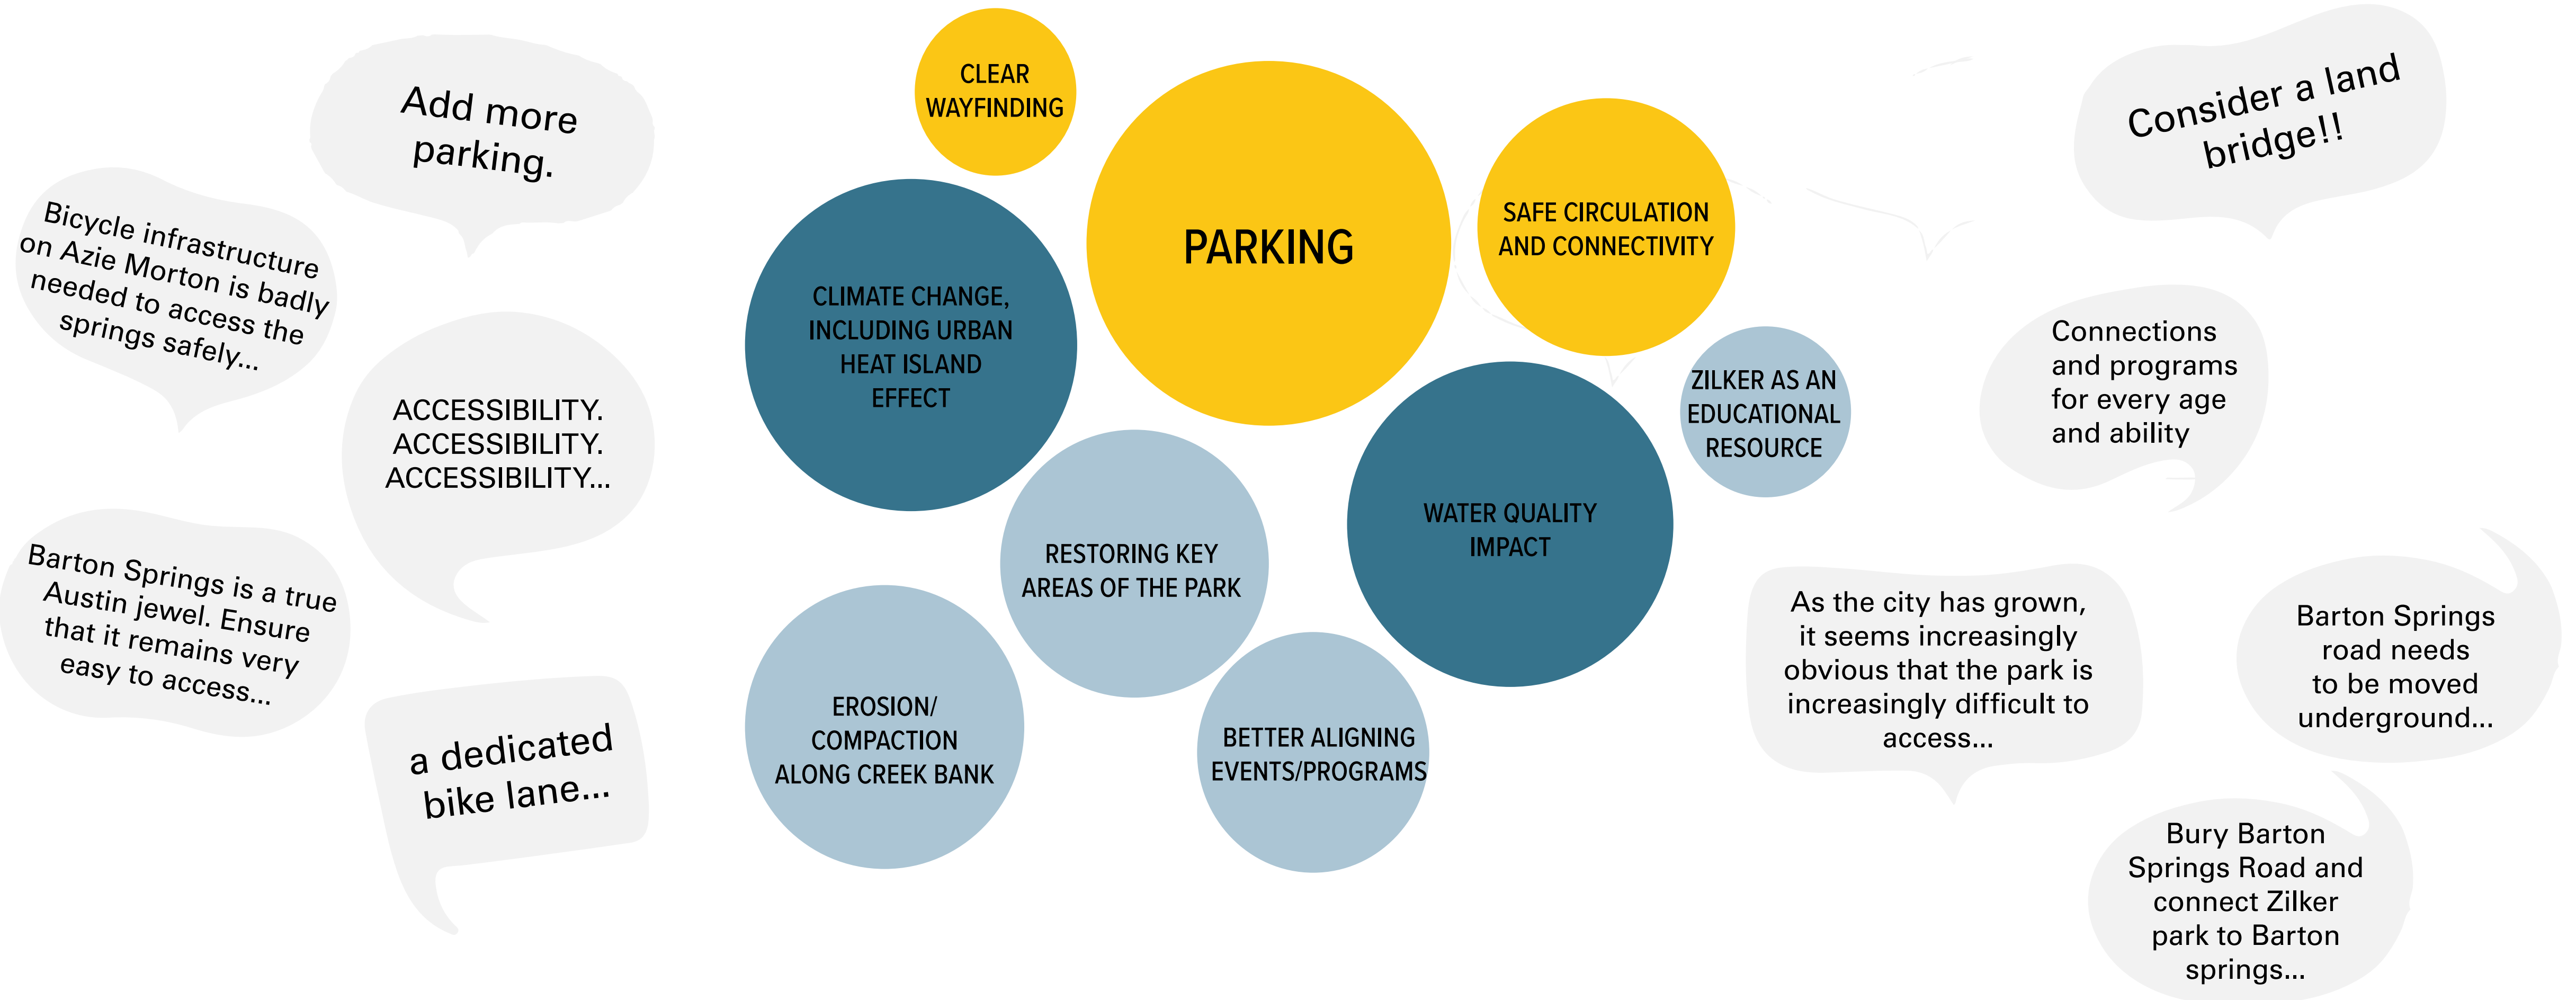 Add more
parking.
Bicycle infrastructure
on Azie Morton is badly
needed to access the
springs safely...
ACCESSIBILITY.
ACCESSIBILITY.
ACCESSIBILITY...
Barton Springs is a true
Austin jewel. Ensure
that it remains very
easy to access...
a dedicated
bike lane...
CLEAR
WAYFINDING
PARKING
SAFE CIRCULATION
AND CONNECTIVITY
CLIMATE CHANGE,
INCLUDING URBAN
HEAT ISLAND
EFFECT
ZILKER AS AN
EDUCATIONAL
RESOURCE
WATER QUALITY
IMPACT
RESTORING KEY
AREAS OF THE PARK
EROSION/
COMPACTION
ALONG CREEK BANK
BETTER ALIGNING
EVENTS/PROGRAMS
Consider a land
bridge!!
Connections
and programs
for every age
and ability
As the city has grown,
it seems increasingly
obvious that the park is
increasingly difficult to
access...
Barton Springs
road needs
to be moved
underground...
Bury Barton
Springs Road and
connect Zilker
park to Barton
springs...